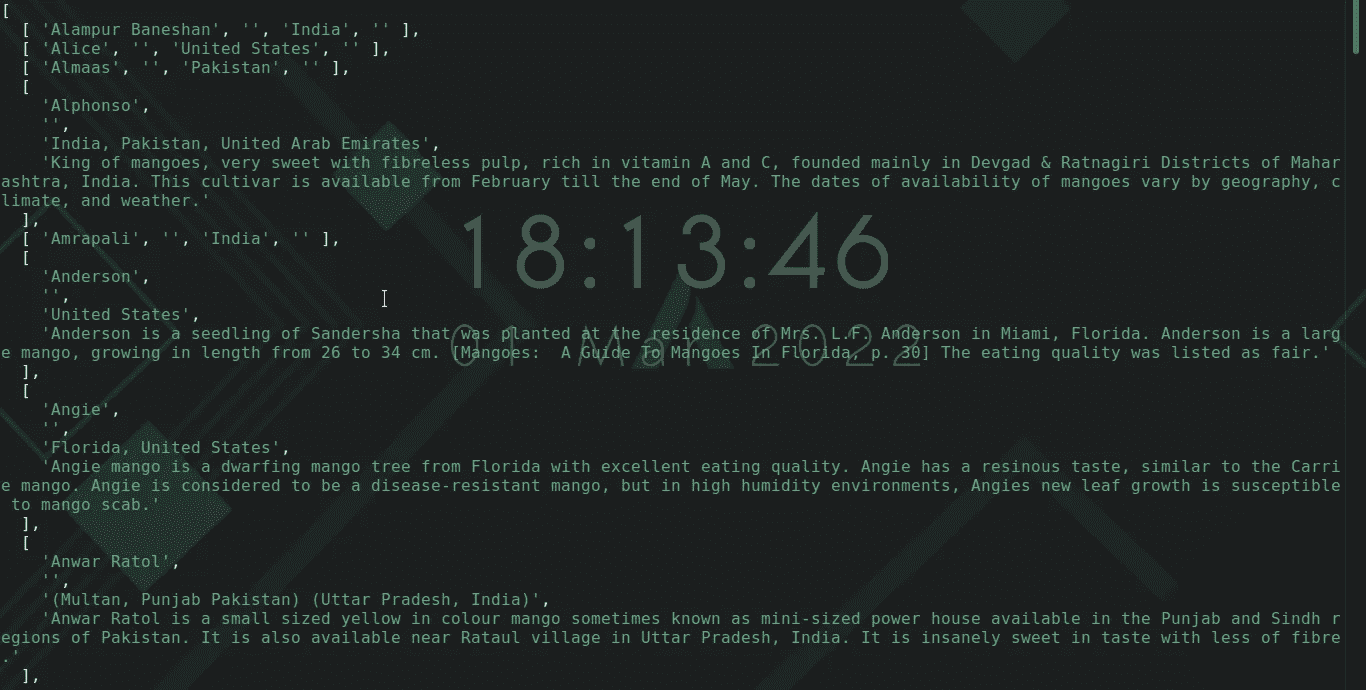 [
  [ 'Alampur Baneshan', '', 'India', '' ],
  [ 'Alice', '', 'United States', '' ],
  [ 'Almaas', '', 'Pakistan', '' ],
  [
    'Alphonso',
    '',
    'India, Pakistan, United Arab Emirates',
    'King of mangoes, very sweet with fibreless pulp, rich in vitamin A and C, founded mainly in Devgad & Ratnagiri Districts of Mahar
ashtra, India. This cultivar is available from February till the end of May. The dates of availability of mangoes vary by geography, c
limate, and weather.'
  ],
  [ 'Amrapali', '', 'India', '' ],
  [
    'Anderson',
    '',
    'United States',
    'Anderson is a seedling of Sandersha that was planted at the residence of Mrs. L.F. Anderson in Miami, Florida. Anderson is a larg
e mango, growing in length from 26 to 34 cm. [Mangoes:  A Guide To Mangoes In Florida, p. 30] The eating quality was listed as fair.'
  ],
  [
    'Angie',
    '',
    'Florida, United States',
    'Angie mango is a dwarfing mango tree from Florida with excellent eating quality. Angie has a resinous taste, similar to the Carri
e mango. Angie is considered to be a disease-resistant mango, but in high humidity environments, Angies new leaf growth is susceptible
 to mango scab.'
  ],
  [
    'Anwar Ratol',
    '',
    '(Multan, Punjab Pakistan) (Uttar Pradesh, India)',
    'Anwar Ratol is a small sized yellow in colour mango sometimes known as mini-sized power house available in the Punjab and Sindh r
egions of Pakistan. It is also available near Rataul village in Uttar Pradesh, India. It is insanely sweet in taste with less of fibre
.'
  ],
18:13:46
01 Mar 2022